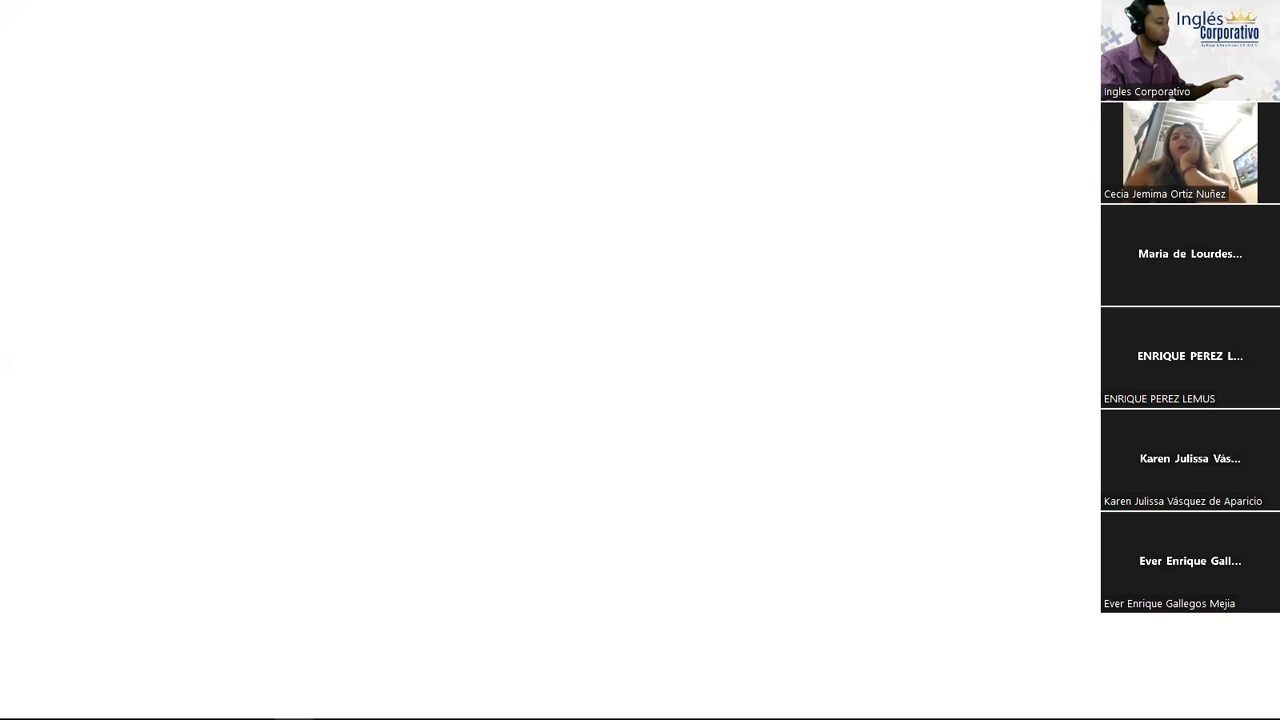 Inglés
Corporativo
Ingles Corporativo
Cecia Jemima Ortiz Nuñez
Maria de Lourdes...
ENRIQUE PEREZ L...
ENRIQUE PEREZ LEMUS
Karen Julissa Vás...
Karen Julissa Vásquez de Aparicio
Ever Enrique Gall...
Ever Enrique Gallegos Mejia